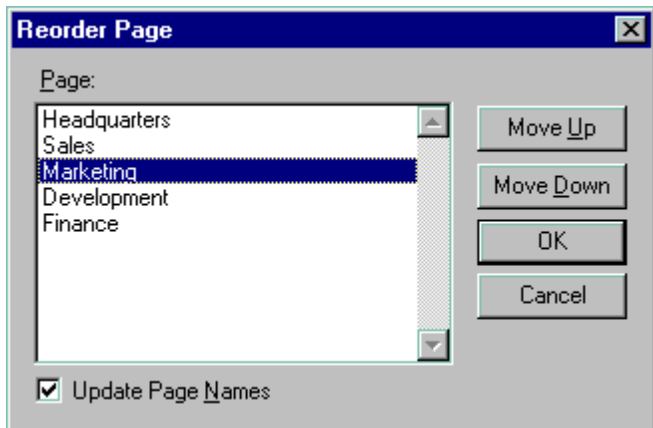 Reorder Page
Page:
Headquarters
Sales
Marketing
Development
Finance
Move Up
Move Down
OK
Cancel
Update Page Names